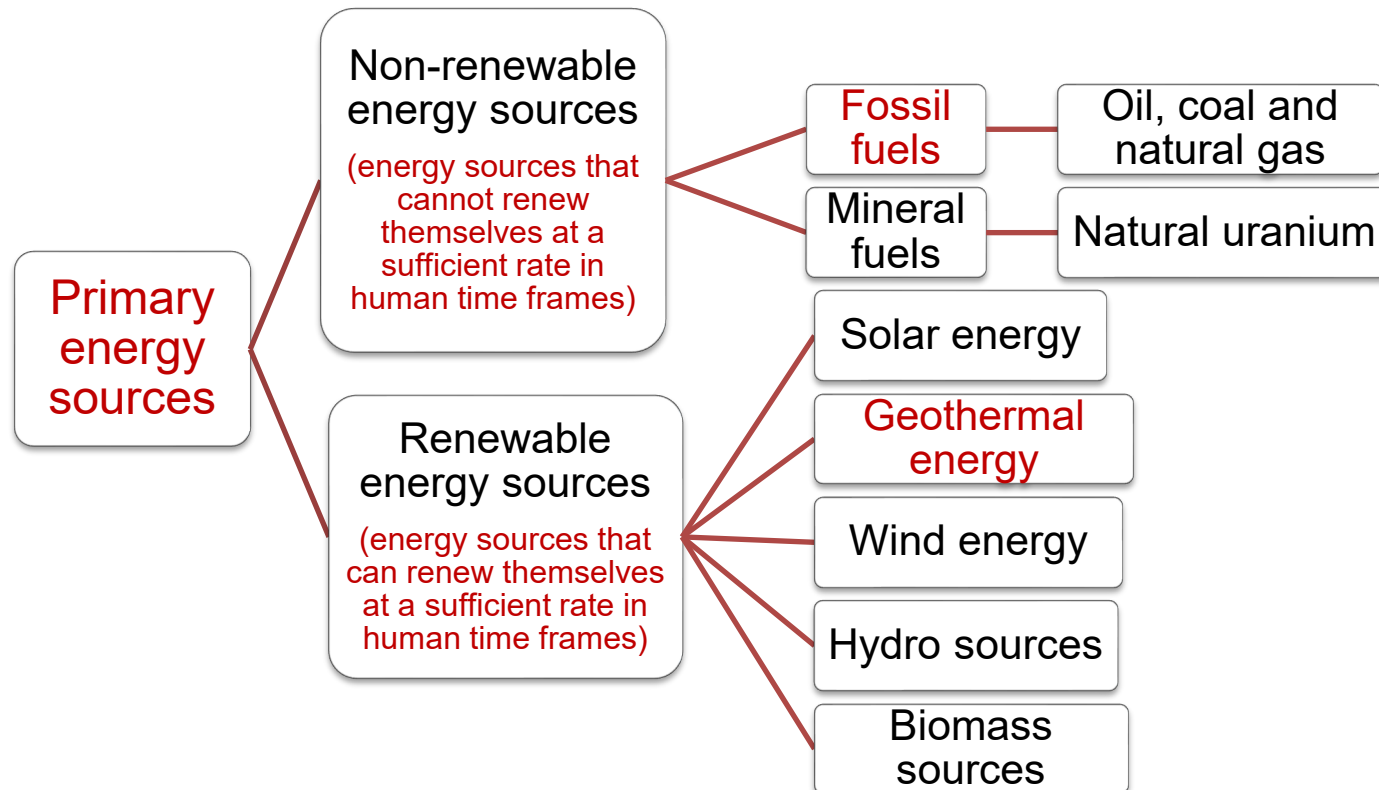 Primary
energy
sources
Non-renewable
energy sources
(energy sources that
cannot renew
themselves at a
sufficient rate in
human time frames)
Fossil
fuels
Oil, coal and
natural gas
Mineral
fuels
Natural uranium
Renewable
energy sources
(energy sources that
can renew themselves
at a sufficient rate in
human time frames)
Solar energy
Geothermal
energy
Wind energy
Hydro sources
Biomass
sources